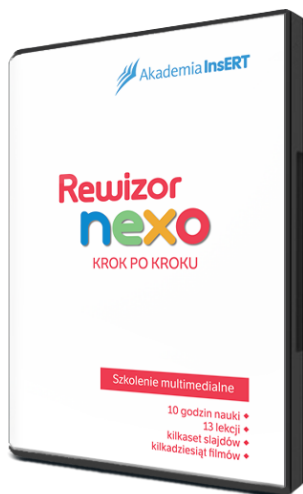 Akademia InsERT
Rewizor
nexo
KROK PO KROKU
Szkolenie multimedialne
10 godzin nauki
13 lekcji
kilkaset slajdów
kilkadziesiąt filmów